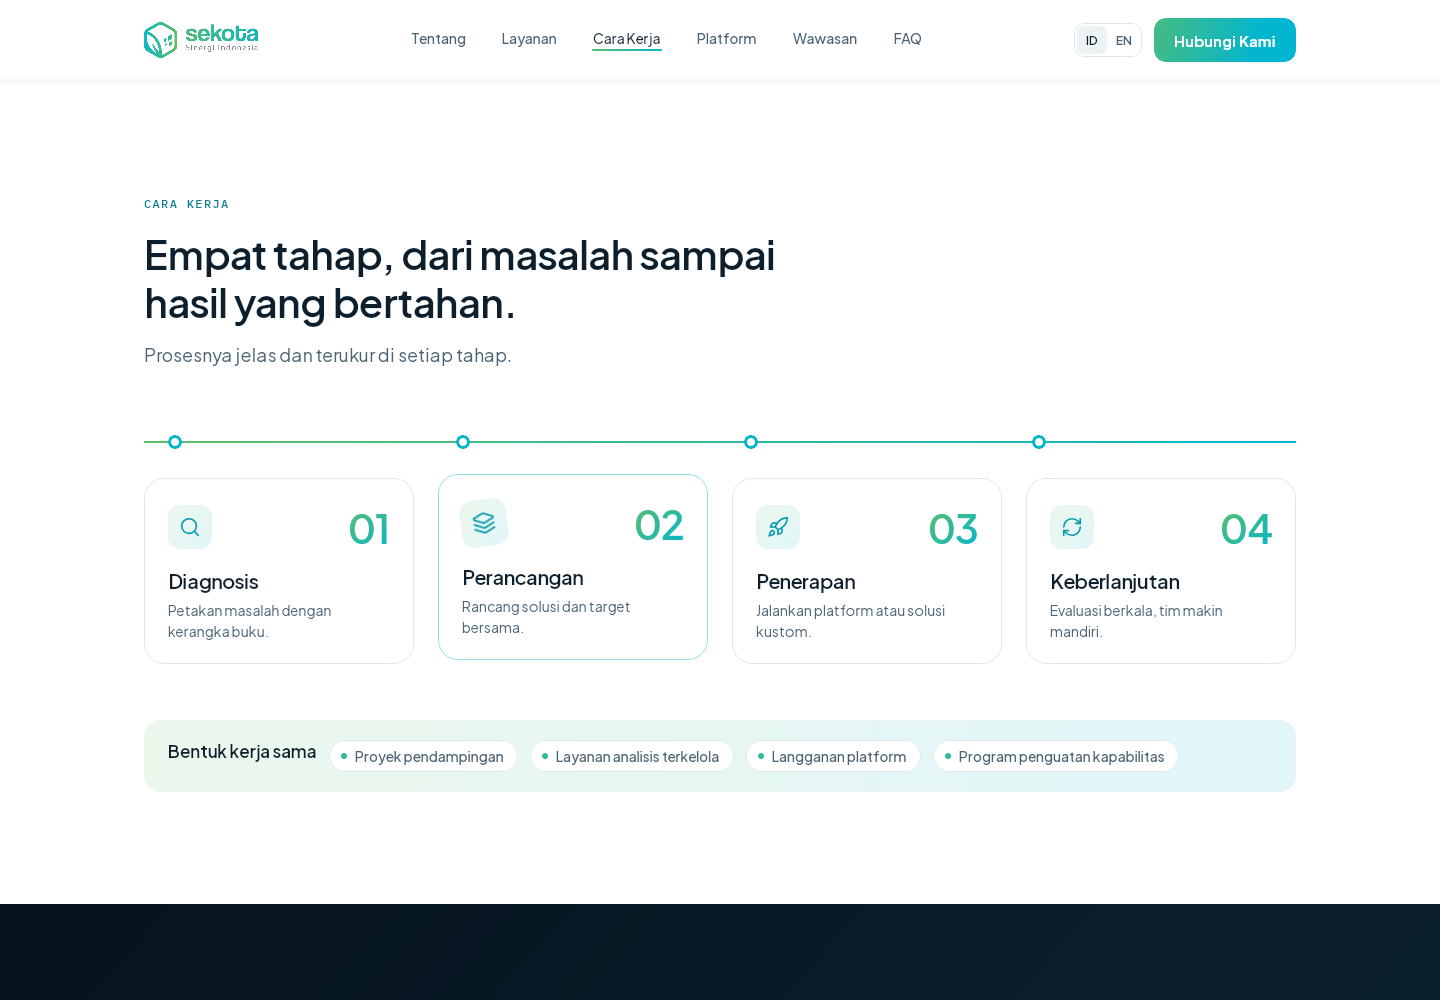 sekota
Sinergi Indonesia
Tentang
Layanan
Cara Kerja
Platform
Wawasan
FAQ
ID
EN
Hubungi Kami
CARA KERJA
Empat tahap, dari masalah sampai
hasil yang bertahan.
Prosesnya jelas dan terukur di setiap tahap.
01
Diagnosis
Petakan masalah dengan
kerangka buku.
02
Perancangan
Rancang solusi dan target
bersama.
03
Penerapan
Jalankan platform atau solusi
kustom.
04
Keberlanjutan
Evaluasi berkala, tim makin
mandiri.
Bentuk kerja sama
Proyek pendampingan
Layanan analisis terkelola
Langganan platform
Program penguatan kapabilitas